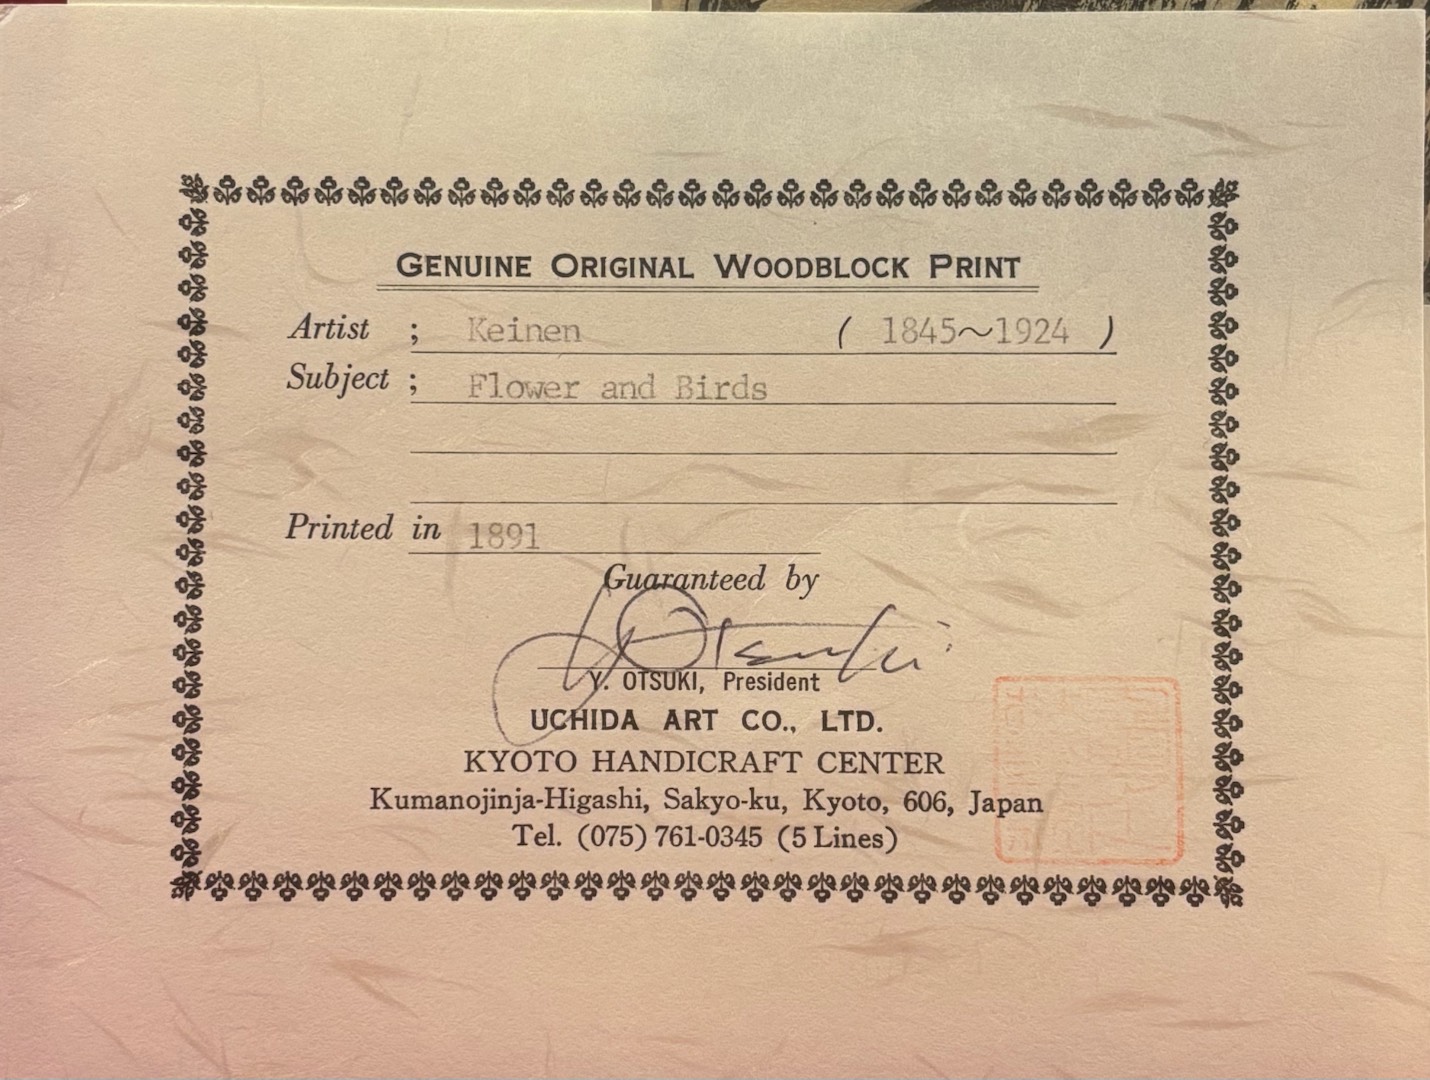 GENUINE ORIGINAL WOODBLOCK PRINT
Artist ; Keinen ( 1845~1924 )
Subject ; Flower and Birds
Printed in 1891
Guaranteed by
Y. Otsuki
Y. OTSUKI, President
UCHIDA ART CO., LTD.
KYOTO HANDICRAFT CENTER
Kumanojinja-Higashi, Sakyo-ku, Kyoto, 606, Japan
Tel. (075) 761-0345 (5 Lines)